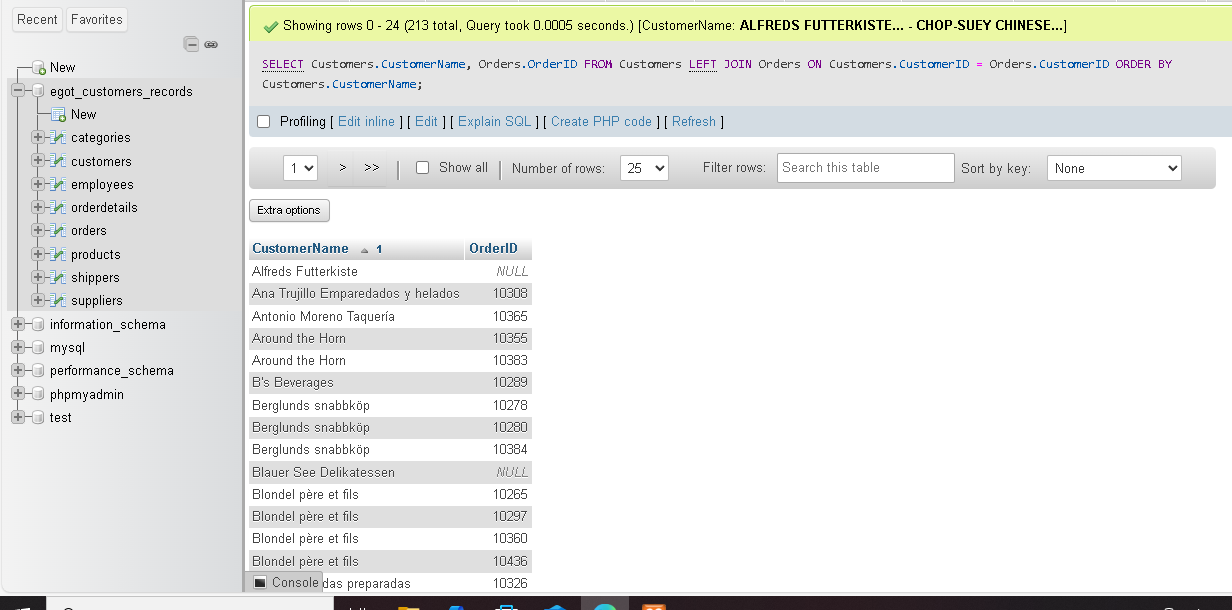 Recent Favorites
New
egot_customers_records
New
categories
customers
employees
orderdetails
orders
products
shippers
suppliers
information_schema
mysql
performance_schema
phpmyadmin
test
Showing rows 0 - 24 (213 total, Query took 0.0005 seconds.) [CustomerName: ALFREDS FUTTERKISTE... - CHOP-SUEY CHINESE...]
SELECT Customers.CustomerName, Orders.OrderID FROM Customers LEFT JOIN Orders ON Customers.CustomerID = Orders.CustomerID ORDER BY
Customers.CustomerName;
Profiling [ Edit inline ] [ Edit ] [ Explain SQL ] [ Create PHP code ] [ Refresh ]
1 > >> | Show all | Number of rows: 25 Filter rows: Search this table Sort by key: None
Extra options
CustomerName 1 OrderID
Alfreds Futterkiste NULL
Ana Trujillo Emparedados y helados 10308
Antonio Moreno Taquería 10365
Around the Horn 10355
Around the Horn 10383
B's Beverages 10289
Berglunds snabbköp 10278
Berglunds snabbköp 10280
Berglunds snabbköp 10384
Blauer See Delikatessen NULL
Blondel père et fils 10265
Blondel père et fils 10297
Blondel père et fils 10360
Blondel père et fils 10436
Console das preparadas 10326